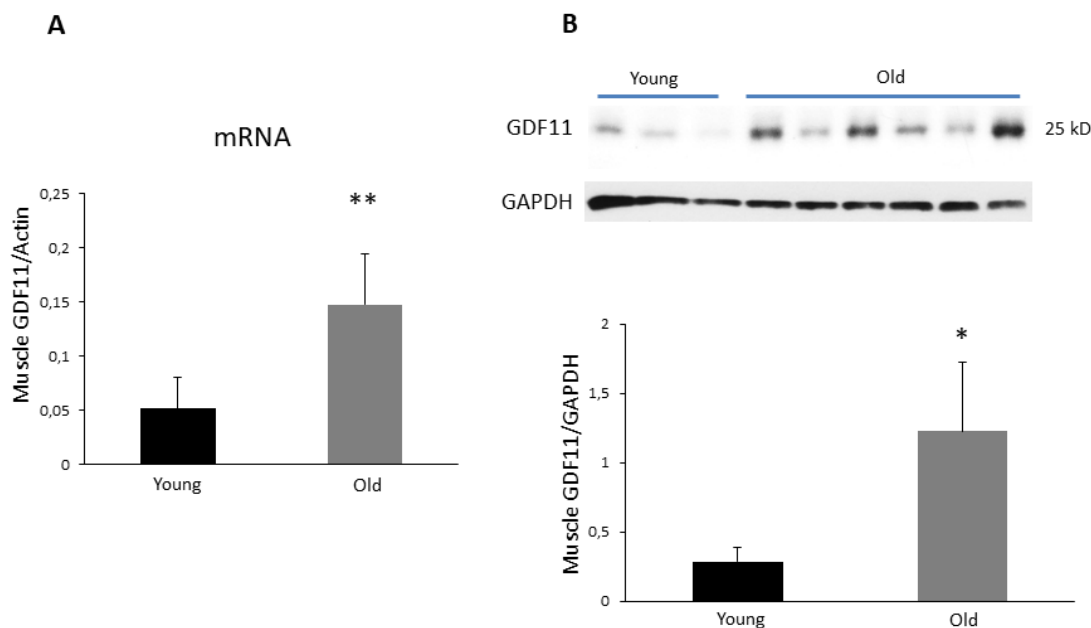 A
mRNA
Muscle GDF11/Actin
0,25
0,2
0,15
0,1
0,05
0
**
Young
Old
B
Young
Old
GDF11
25 kD
GAPDH
Muscle GDF11/GAPDH
2
1,5
1
0,5
0
*
Young
Old